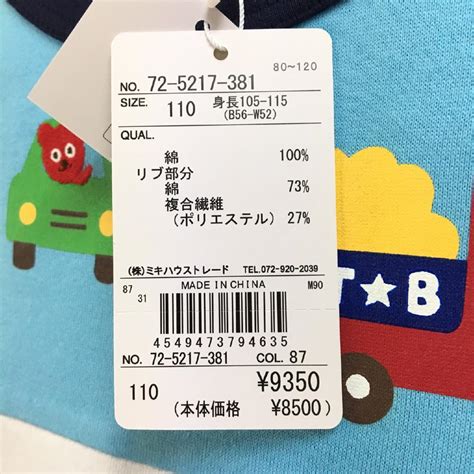 80~120
NO. 72-5217-381
SIZE. 110 身長105-115
(B56-W52)
QUAL.
綿 100%
リブ部分
綿 73%
複合繊維
(ポリエステル) 27%
(株)ミキハウストレード TEL.072-920-2039
87 MADE IN CHINA M90
31
4549473794635
NO. 72-5217-381 COL. 87
110 ¥9350
(本体価格 ¥8500)
T★B